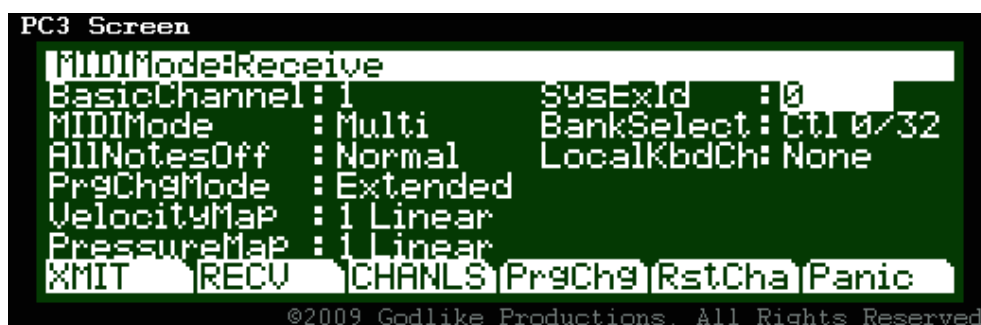 PC3 Screen
MIDIMode:Receive
BasicChannel:1 SysExId :0
MIDIMode :Multi BankSelect:Ctl 0/32
AllNotesOff :Normal LocalKbdCh:None
PrgChgMode :Extended
VelocityMap :1 Linear
PressureMap :1 Linear
XMIT RECV CHANLS PrgChg RstCha Panic
©2009 Godlike Productions. All Rights Reserved